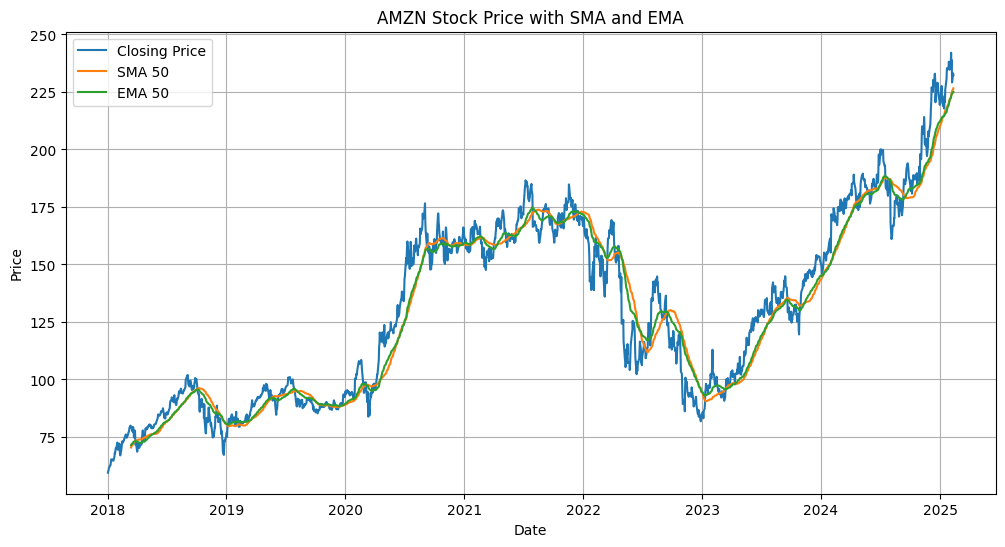 AMZN Stock Price with SMA and EMA
Closing Price
SMA 50
EMA 50
Price
250
225
200
175
150
125
100
75
2018
2019
2020
2021
2022
2023
2024
2025
Date